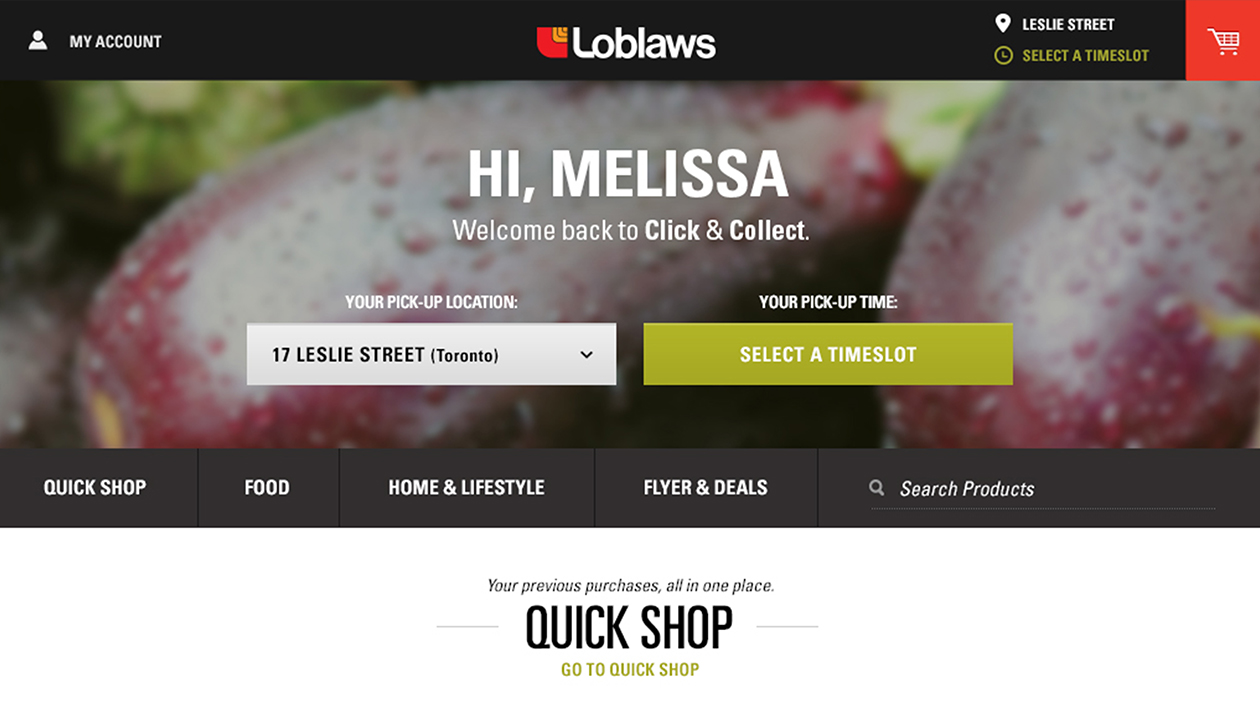 MY ACCOUNT
Loblaws
LESLIE STREET
SELECT A TIMESLOT
HI, MELISSA
Welcome back to Click & Collect.
YOUR PICK-UP LOCATION:
17 LESLIE STREET (Toronto)
YOUR PICK-UP TIME:
SELECT A TIMESLOT
QUICK SHOP
FOOD
HOME & LIFESTYLE
FLYER & DEALS
Search Products
Your previous purchases, all in one place.
QUICK SHOP
GO TO QUICK SHOP